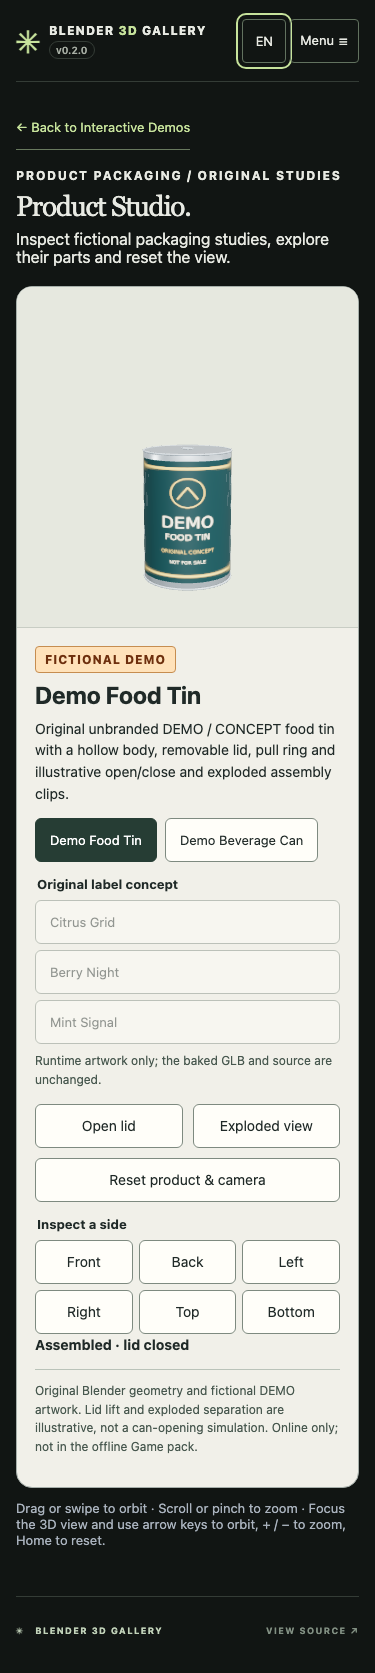 BLENDER 3D GALLERY
v0.2.0
EN
Menu ≡
← Back to Interactive Demos
PRODUCT PACKAGING / ORIGINAL STUDIES
Product Studio.
Inspect fictional packaging studies, explore
their parts and reset the view.
DEMO
FOOD TIN
ORIGINAL CONCEPT
NOT FOR SALE
FICTIONAL DEMO
Demo Food Tin
Original unbranded DEMO / CONCEPT food tin
with a hollow body, removable lid, pull ring and
illustrative open/close and exploded assembly
clips.
Demo Food Tin
Demo Beverage Can
Original label concept
Citrus Grid
Berry Night
Mint Signal
Runtime artwork only; the baked GLB and source are
unchanged.
Open lid
Exploded view
Reset product & camera
Inspect a side
Front
Back
Left
Right
Top
Bottom
Assembled · lid closed
Original Blender geometry and fictional DEMO
artwork. Lid lift and exploded separation are
illustrative, not a can-opening simulation. Online only;
not in the offline Game pack.
Drag or swipe to orbit · Scroll or pinch to zoom · Focus
the 3D view and use arrow keys to orbit, + / − to zoom,
Home to reset.
BLENDER 3D GALLERY
VIEW SOURCE ↗